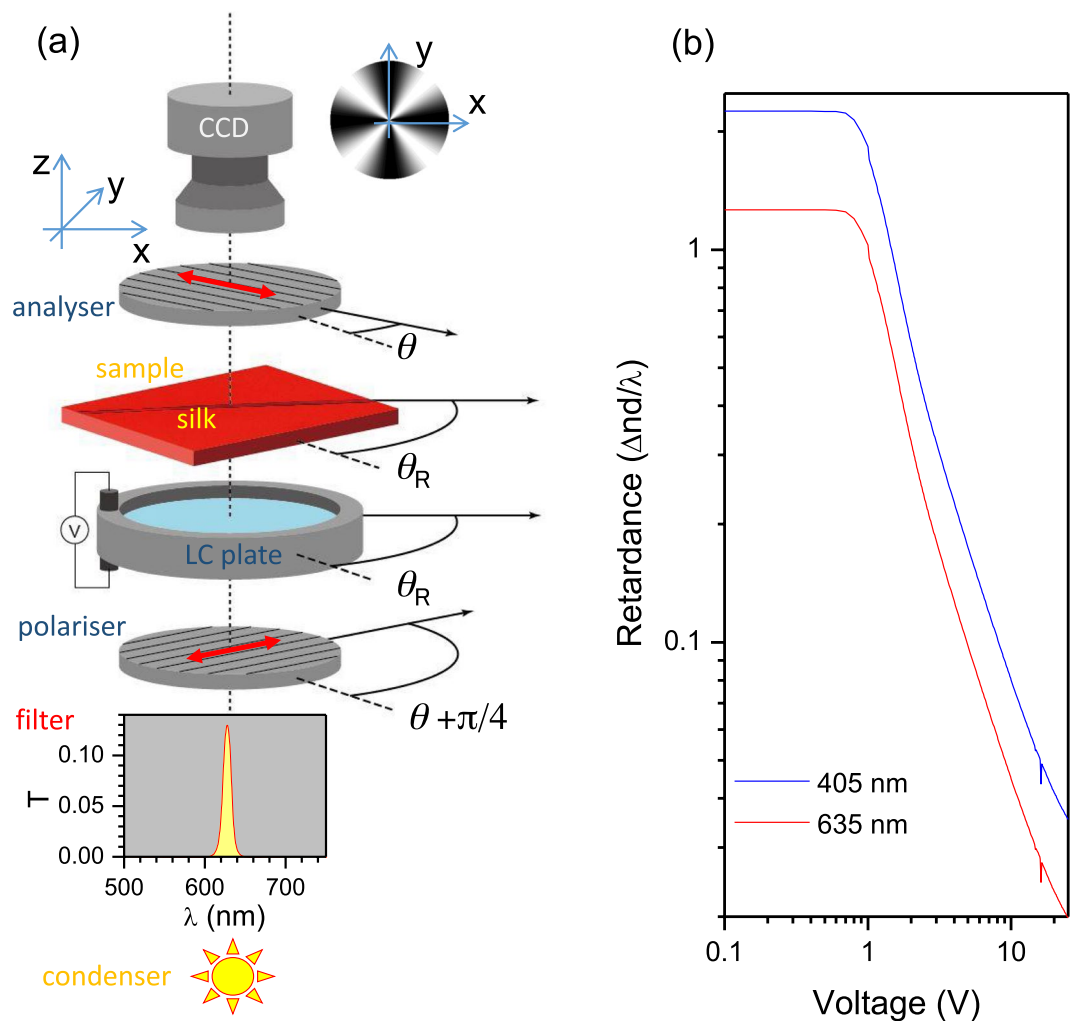 (a)
CCD
y
x
z
y
x
analyser
θ
sample
silk
θR
V
LC plate
θR
polariser
θ +π/4
filter
T
0.10
0.05
0.00
500
600
700
λ (nm)
condenser
(b)
Retardance (Δnd/λ)
1
0.1
405 nm
635 nm
0.1
1
10
Voltage (V)